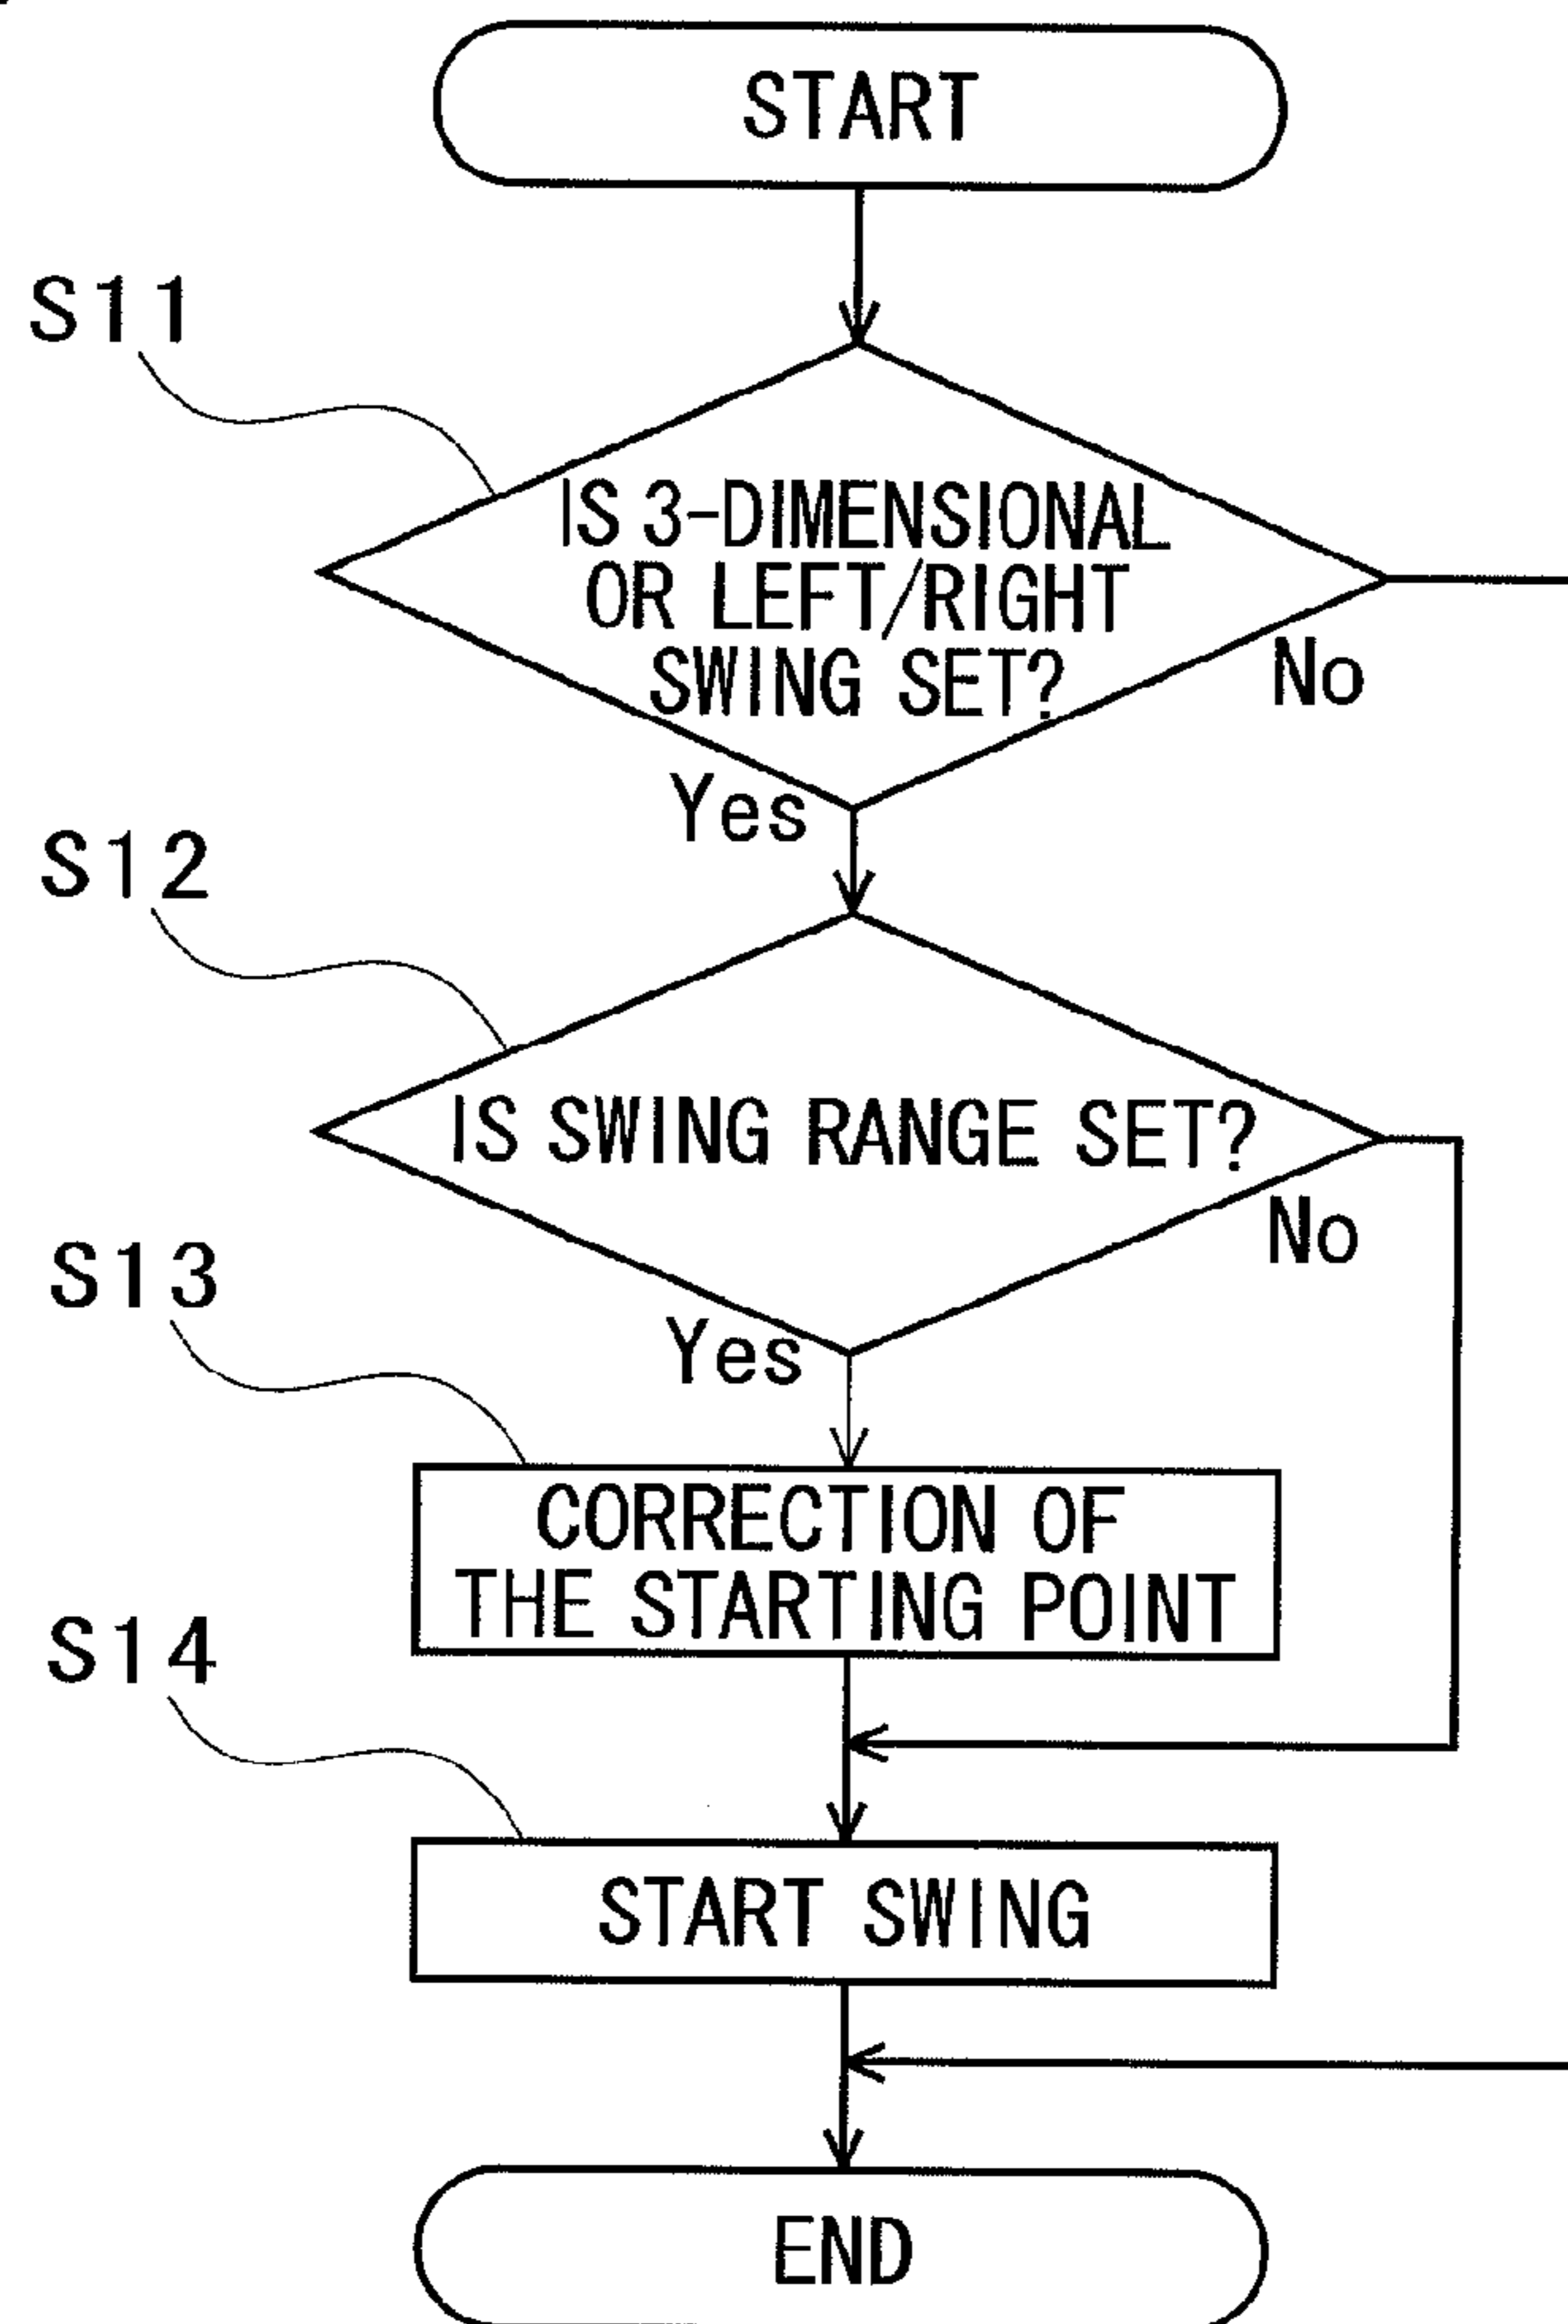 START
S11
IS 3-DIMENSIONAL
OR LEFT/RIGHT
SWING SET?
No
Yes
S12
IS SWING RANGE SET?
No
S13
Yes
CORRECTION OF
THE STARTING POINT
S14
START SWING
END